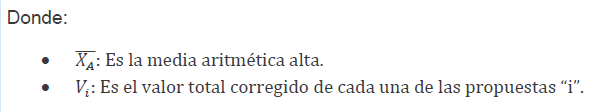 Donde:
• X̅_A: Es la media aritmética alta.
• V_i: Es el valor total corregido de cada una de las propuestas “i”.